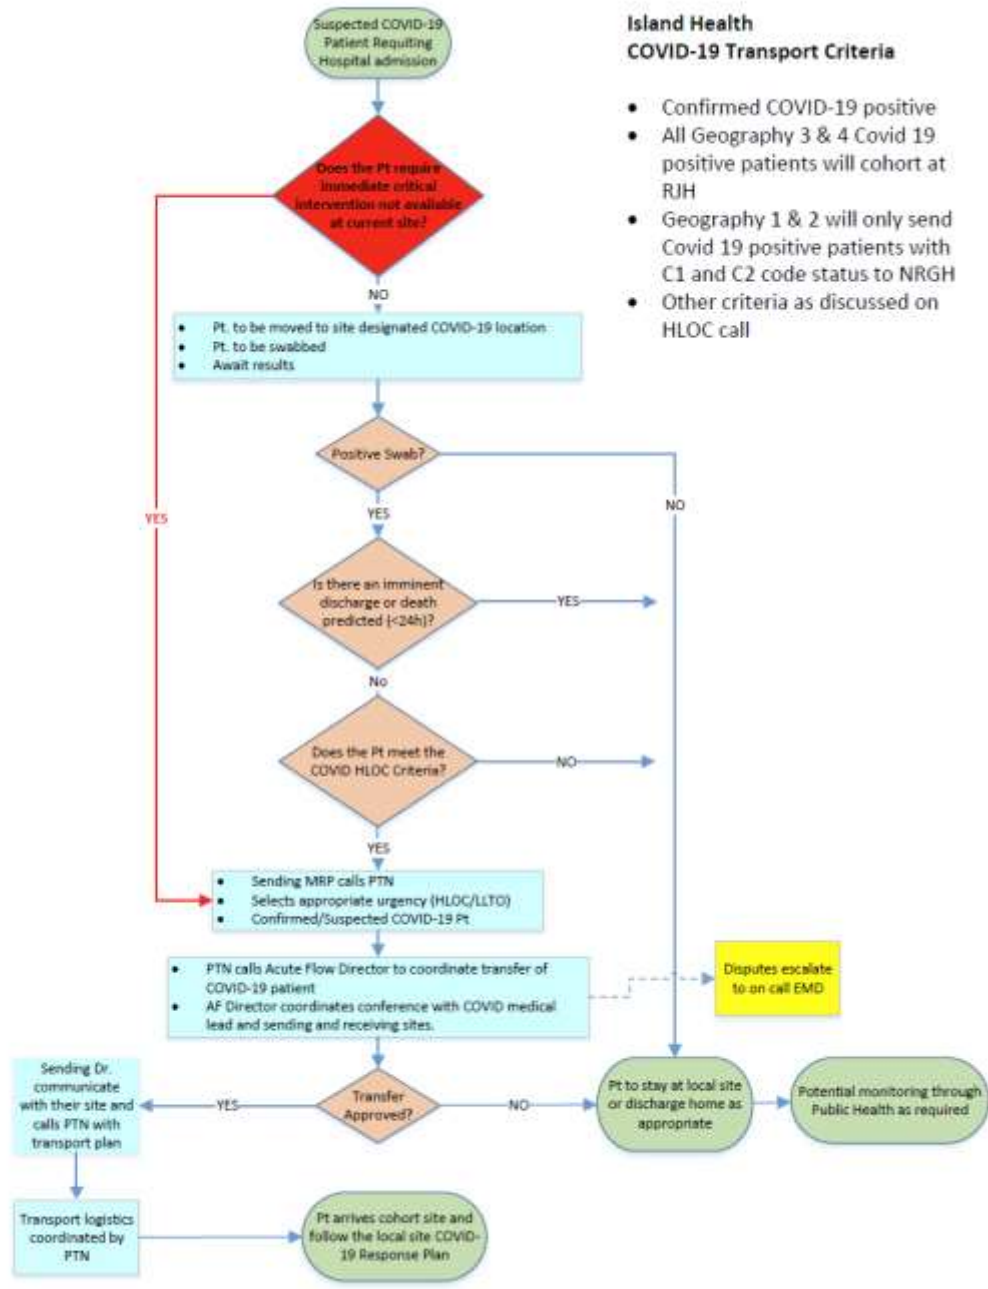 Suspected COVID-19
Patient Requiting
Hospital admission
Island Health
COVID-19 Transport Criteria
• Confirmed COVID-19 positive
• All Geography 3 & 4 Covid 19
positive patients will cohort at
RJH
• Geography 1 & 2 will only send
Covid 19 positive patients with
C1 and C2 code status to NRGH
• Other criteria as discussed on
HLOC call
Does the Pt require
immediate critical
intervention not available
at current site?
NO
• Pt. to be moved to site designated COVID-19 location
• Pt. to be swabbed
• Await results
Positive Swab?
NO
YES
YES
Is there an imminent
discharge or death
predicted (<24h)?
YES
No
Does the Pt meet the
COVID HLOC Criteria?
NO
YES
• Sending MRP calls PTN
• Selects appropriate urgency (HLOC/LLTO)
• Confirmed/Suspected COVID-19 Pt
• PTN calls Acute Flow Director to coordinate transfer of
COVID-19 patient
• AF Director coordinates conference with COVID medical
lead and sending and receiving sites.
Disputes escalate
to on call EMD
Sending Dr.
communicate
with their site and
calls PTN with
transport plan
YES
Transfer
Approved?
NO
Pt to stay at local site
or discharge home as
appropriate
Potential monitoring through
Public Health as required
Transport logistics
coordinated by
PTN
Pt arrives cohort site and
follow the local site COVID-
19 Response Plan